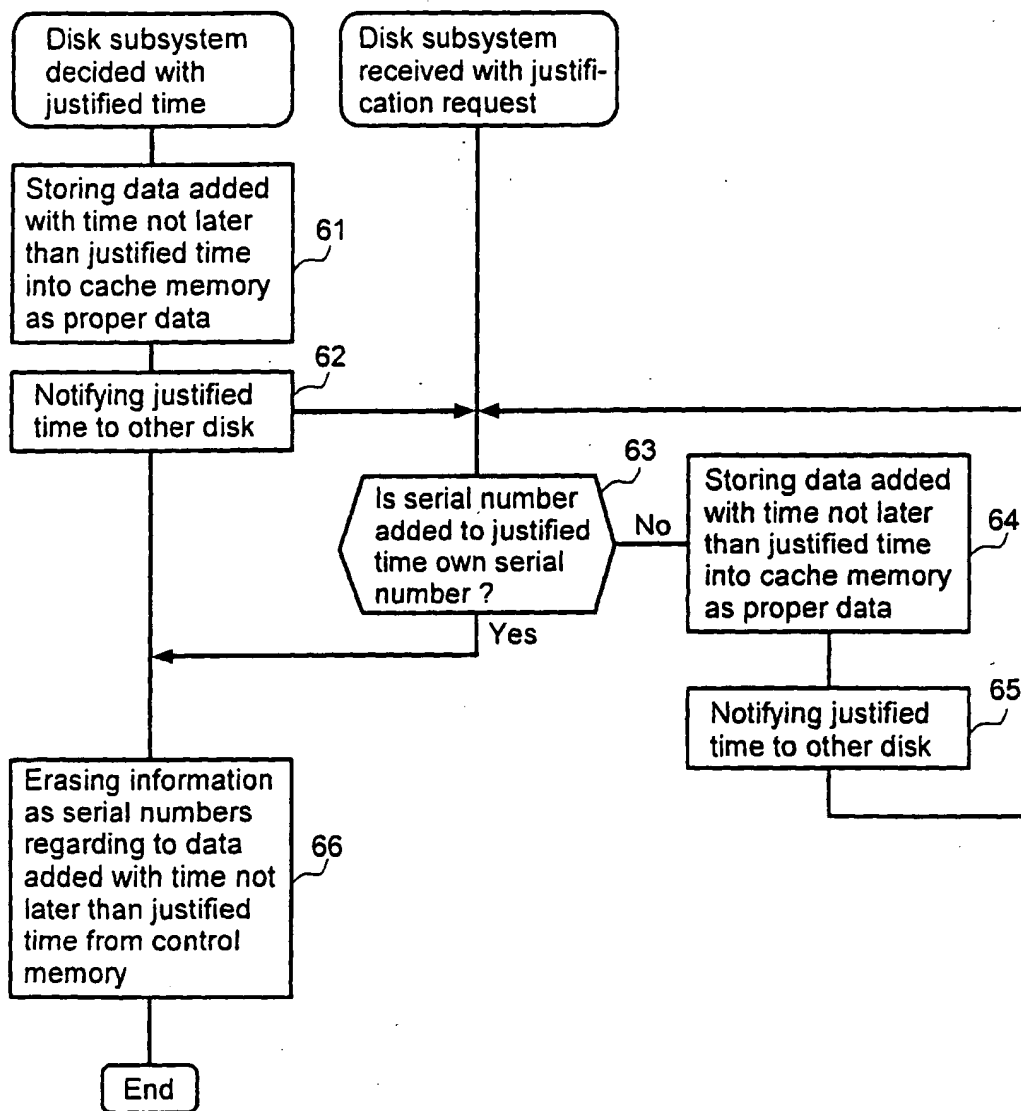 Disk subsystem
decided with
justified time
Disk subsystem
received with justifi-
cation request
Storing data added
with time not later
than justified time
into cache memory
as proper data
61
Notifying justified
time to other disk
62
Is serial number
added to justified
time own serial
number ?
63
No
Yes
Storing data added
with time not later
than justified time
into cache memory
as proper data
64
Notifying justified
time to other disk
65
Erasing information
as serial numbers
regarding to data
added with time not
later than justified
time from control
memory
66
End